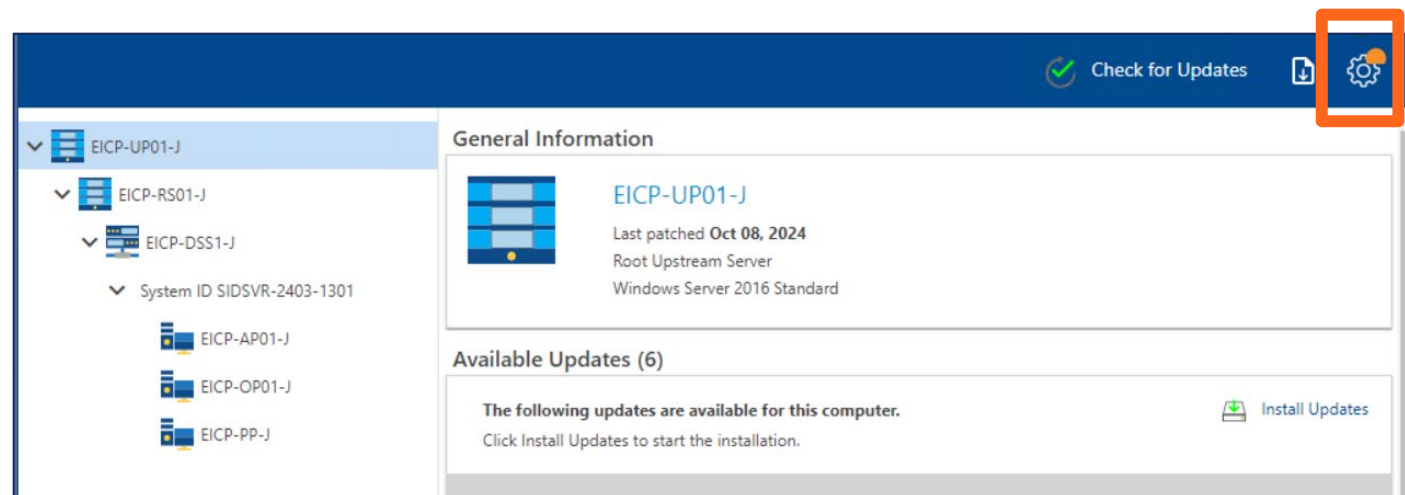 Check for Updates
EICP-UP01-J
EICP-RS01-J
EICP-DSS1-J
System ID SIDSVR-2403-1301
EICP-AP01-J
EICP-OP01-J
EICP-PP-J
General Information
EICP-UP01-J
Last patched Oct 08, 2024
Root Upstream Server
Windows Server 2016 Standard
Available Updates (6)
The following updates are available for this computer.
Click Install Updates to start the installation.
Install Updates